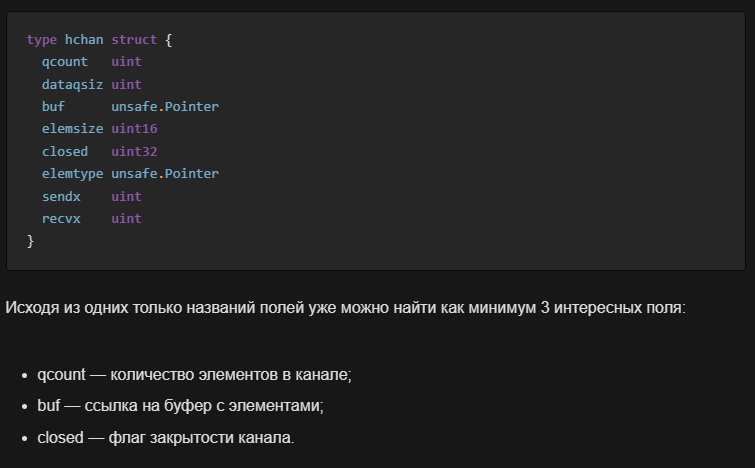 type hchan struct {
qcount uint
dataqsiz uint
buf unsafe.Pointer
elemsize uint16
closed uint32
elemtype unsafe.Pointer
sendx uint
recvx uint
}
Исходя из одних только названий полей уже можно найти как минимум 3 интересных поля:
• qcount — количество элементов в канале;
• buf — ссылка на буфер с элементами;
• closed — флаг закрытости канала.